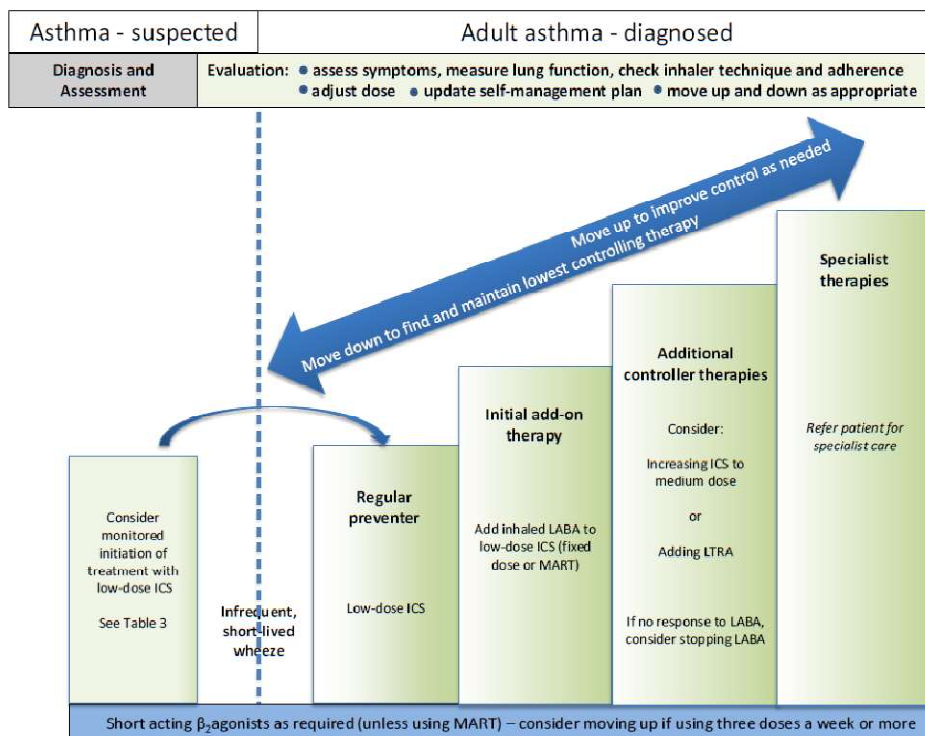 Asthma - suspected
Adult asthma - diagnosed
Diagnosis and
Assessment
Evaluation: • assess symptoms, measure lung function, check inhaler technique and adherence
• adjust dose • update self-management plan • move up and down as appropriate
Move up to improve control as needed
Move down to find and maintain lowest controlling therapy
Consider
monitored
initiation of
treatment with
low-dose ICS
See Table 3
Infrequent,
short-lived
wheeze
Regular
preventer
Low-dose ICS
Initial add-on
therapy
Add inhaled LABA to
low-dose ICS (fixed
dose or MART)
Additional
controller therapies
Consider:
Increasing ICS to
medium dose
or
Adding LTRA
If no response to LABA,
consider stopping LABA
Specialist
therapies
Refer patient for
specialist care
Short acting β₂agonists as required (unless using MART) – consider moving up if using three doses a week or more